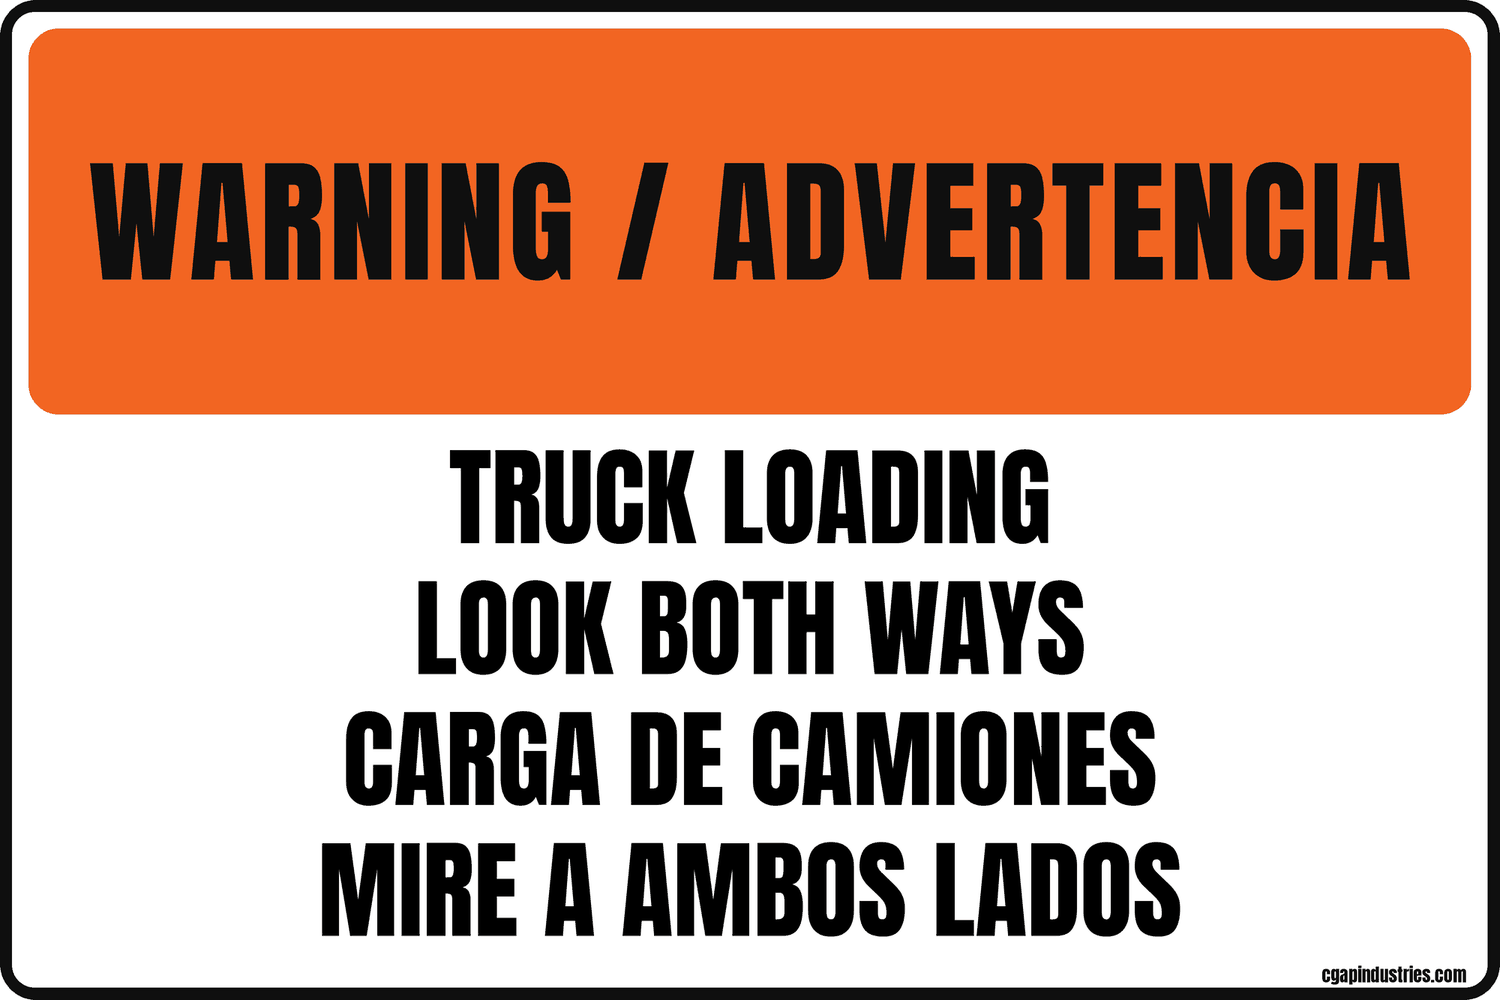 WARNING / ADVERTENCIA
TRUCK LOADING
LOOK BOTH WAYS
CARGA DE CAMIONES
MIRE A AMBOS LADOS
cgapindustries.com